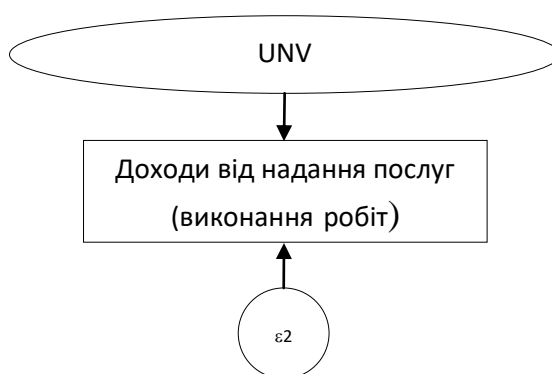 UNV
Доходи від надання послуг
(виконання робіт)
ε2